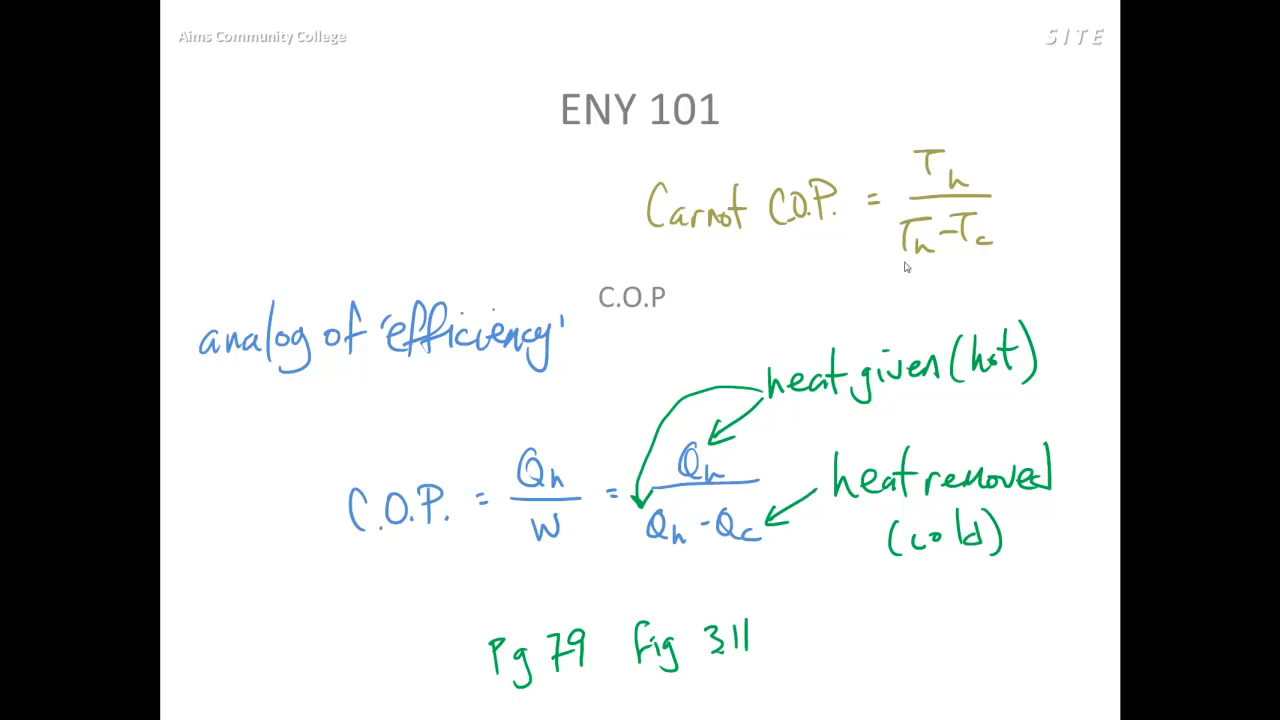 Aims Community College
SITE
ENY 101
Carnot C.O.P. = Th / Th - Tc
C.O.P
analog of 'efficiency'
heat given (hot)
C.O.P. = Qh / W = Qh / Qh - Qc
heat removed
(cold)
Pg 79 Fig 3.11